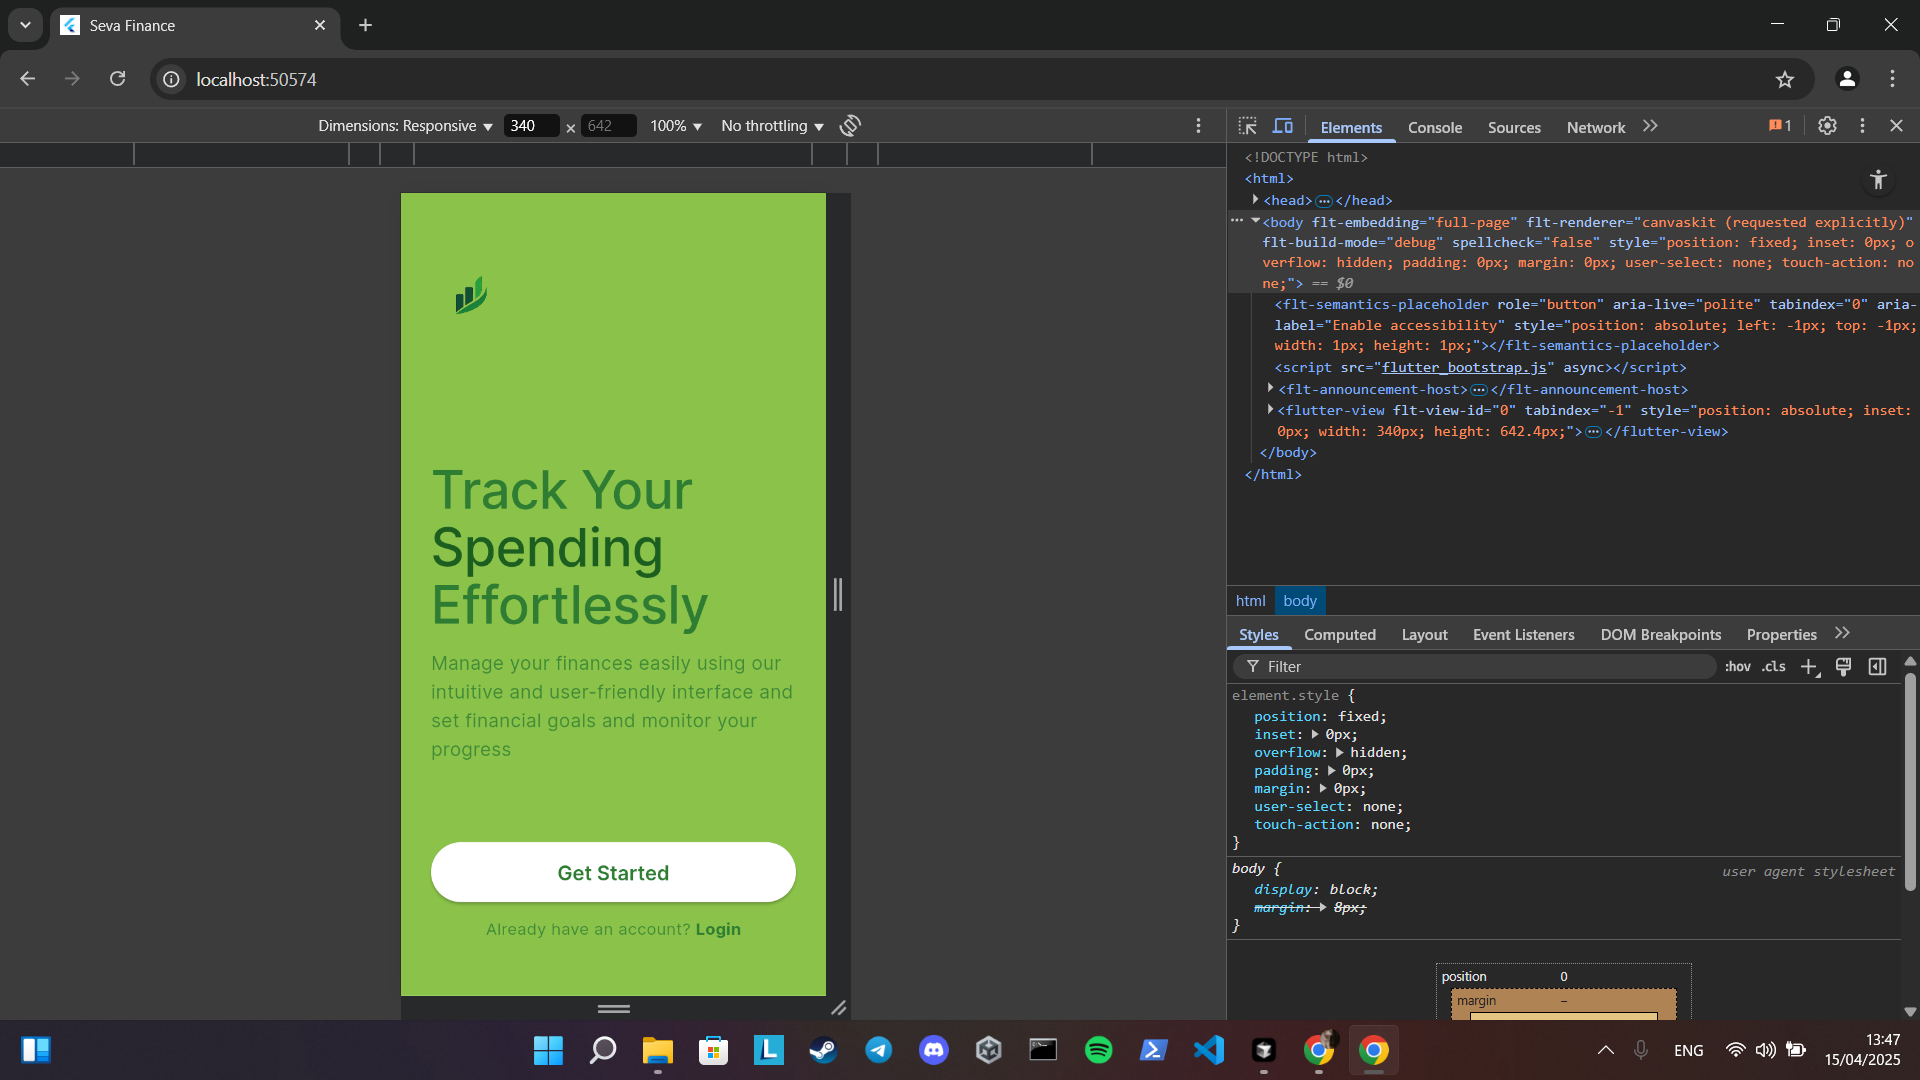 Seva Finance
localhost:50574
Dimensions: Responsive
340
×
642
100%
No throttling
Elements
Console
Sources
Network
1
<!DOCTYPE html>
<html>
<head> ⋯ </head>
<body flt-embedding="full-page" flt-renderer="canvaskit (requested explicitly)"
flt-build-mode="debug" spellcheck="false" style="position: fixed; inset: 0px; o
verflow: hidden; padding: 0px; margin: 0px; user-select: none; touch-action: no
ne;"> == $0
<flt-semantics-placeholder role="button" aria-live="polite" tabindex="0" aria-
label="Enable accessibility" style="position: absolute; left: -1px; top: -1px;
width: 1px; height: 1px;"></flt-semantics-placeholder>
<script src="flutter_bootstrap.js" async></script>
<flt-announcement-host> ⋯ </flt-announcement-host>
<flutter-view flt-view-id="0" tabindex="-1" style="position: absolute; inset:
0px; width: 340px; height: 642.4px;"> ⋯ </flutter-view>
</body>
</html>
html
body
Styles
Computed
Layout
Event Listeners
DOM Breakpoints
Properties
Filter
:hov
.cls
element.style {
position: fixed;
inset: 0px;
overflow: hidden;
padding: 0px;
margin: 0px;
user-select: none;
touch-action: none;
}
body {
user agent stylesheet
display: block;
margin: 8px;
}
position
0
margin
–
Track Your
Spending
Effortlessly
Manage your finances easily using our
intuitive and user-friendly interface and
set financial goals and monitor your
progress
Get Started
Already have an account? Login
L
ENG
13:47
15/04/2025